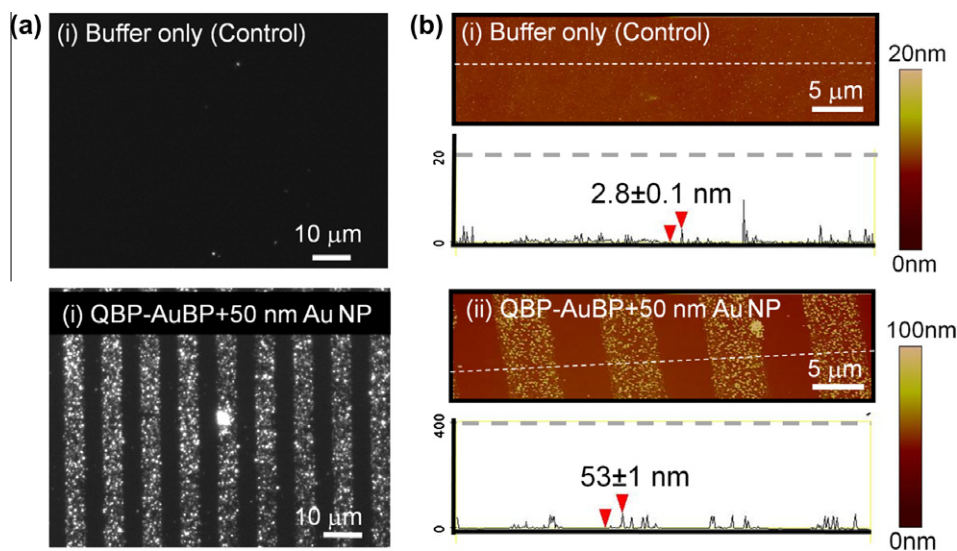 (a)
(i) Buffer only (Control)
10 μm
(i) QBP-AuBP+50 nm Au NP
10 μm
(b)
(i) Buffer only (Control)
5 μm
20nm
0nm
20
0
2.8±0.1 nm
(ii) QBP-AuBP+50 nm Au NP
5 μm
100nm
0nm
400
0
53±1 nm